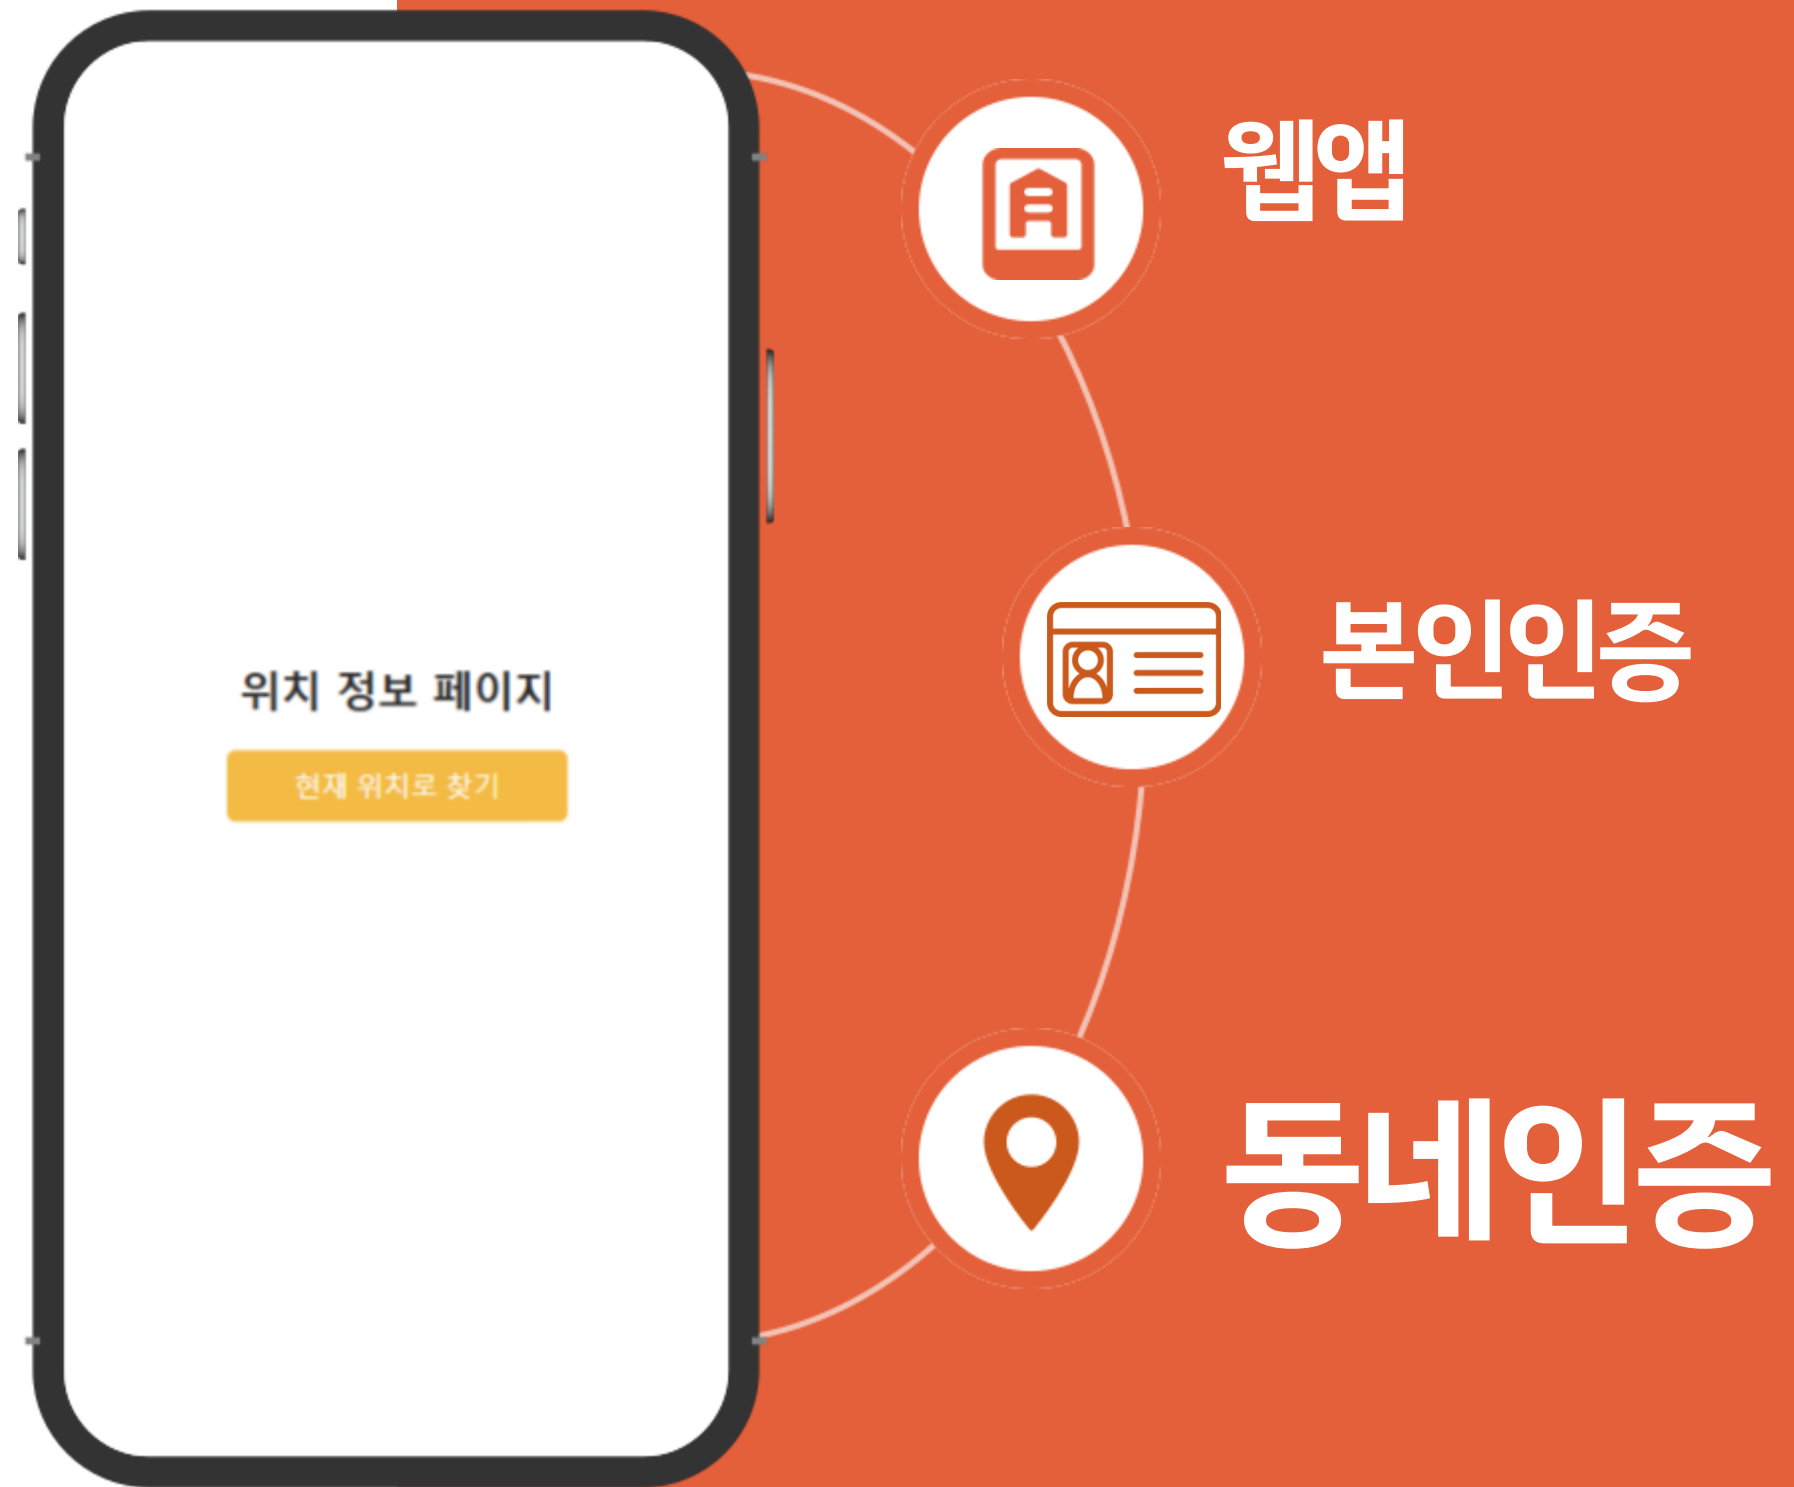 위치 정보 페이지
현재 위치로 찾기
웹앱
본인인증
동네인증